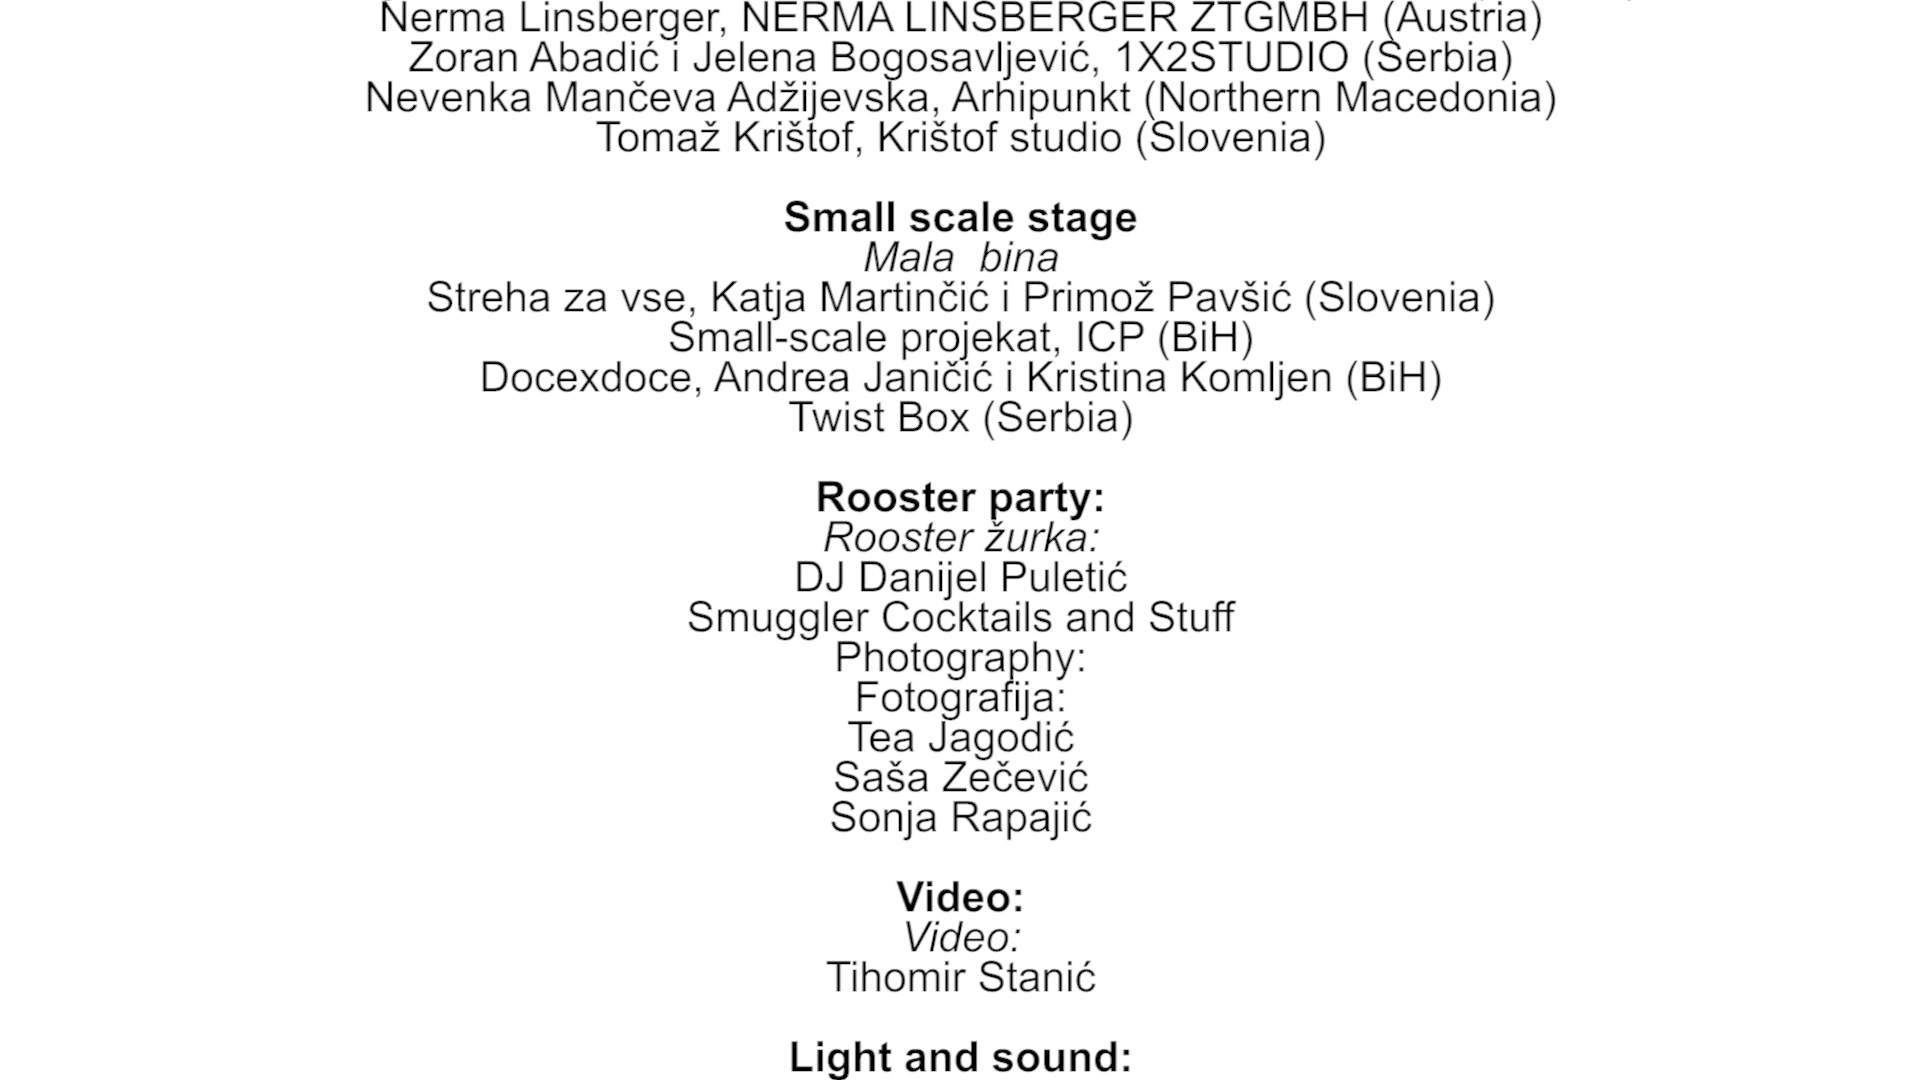 Nerma Linsberger, NERMA LINSBERGER ZTGMBH (Austria)
Zoran Abadić i Jelena Bogosavljević, 1X2STUDIO (Serbia)
Nevenka Mančeva Adžijevska, Arhipunkt (Northern Macedonia)
Tomaž Krištof, Krištof studio (Slovenia)
Small scale stage
Mala  bina
Streha za vse, Katja Martinčić i Primož Pavšić (Slovenia)
Small-scale projekat, ICP (BiH)
Docexdoce, Andrea Janičić i Kristina Komljen (BiH)
Twist Box (Serbia)
Rooster party:
Rooster žurka:
DJ Danijel Puletić
Smuggler Cocktails and Stuff
Photography:
Fotografija:
Tea Jagodić
Saša Zečević
Sonja Rapajić
Video:
Video:
Tihomir Stanić
Light and sound: